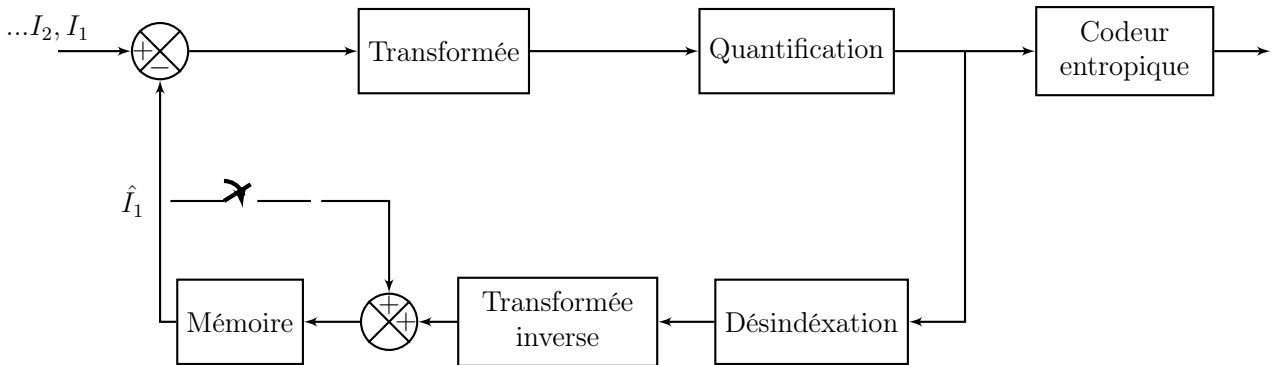 ...I₂, I₁
+
−
Transformée
Quantification
Codeur
entropique
Î₁
Mémoire
+
+
Transformée
inverse
Désindéxation